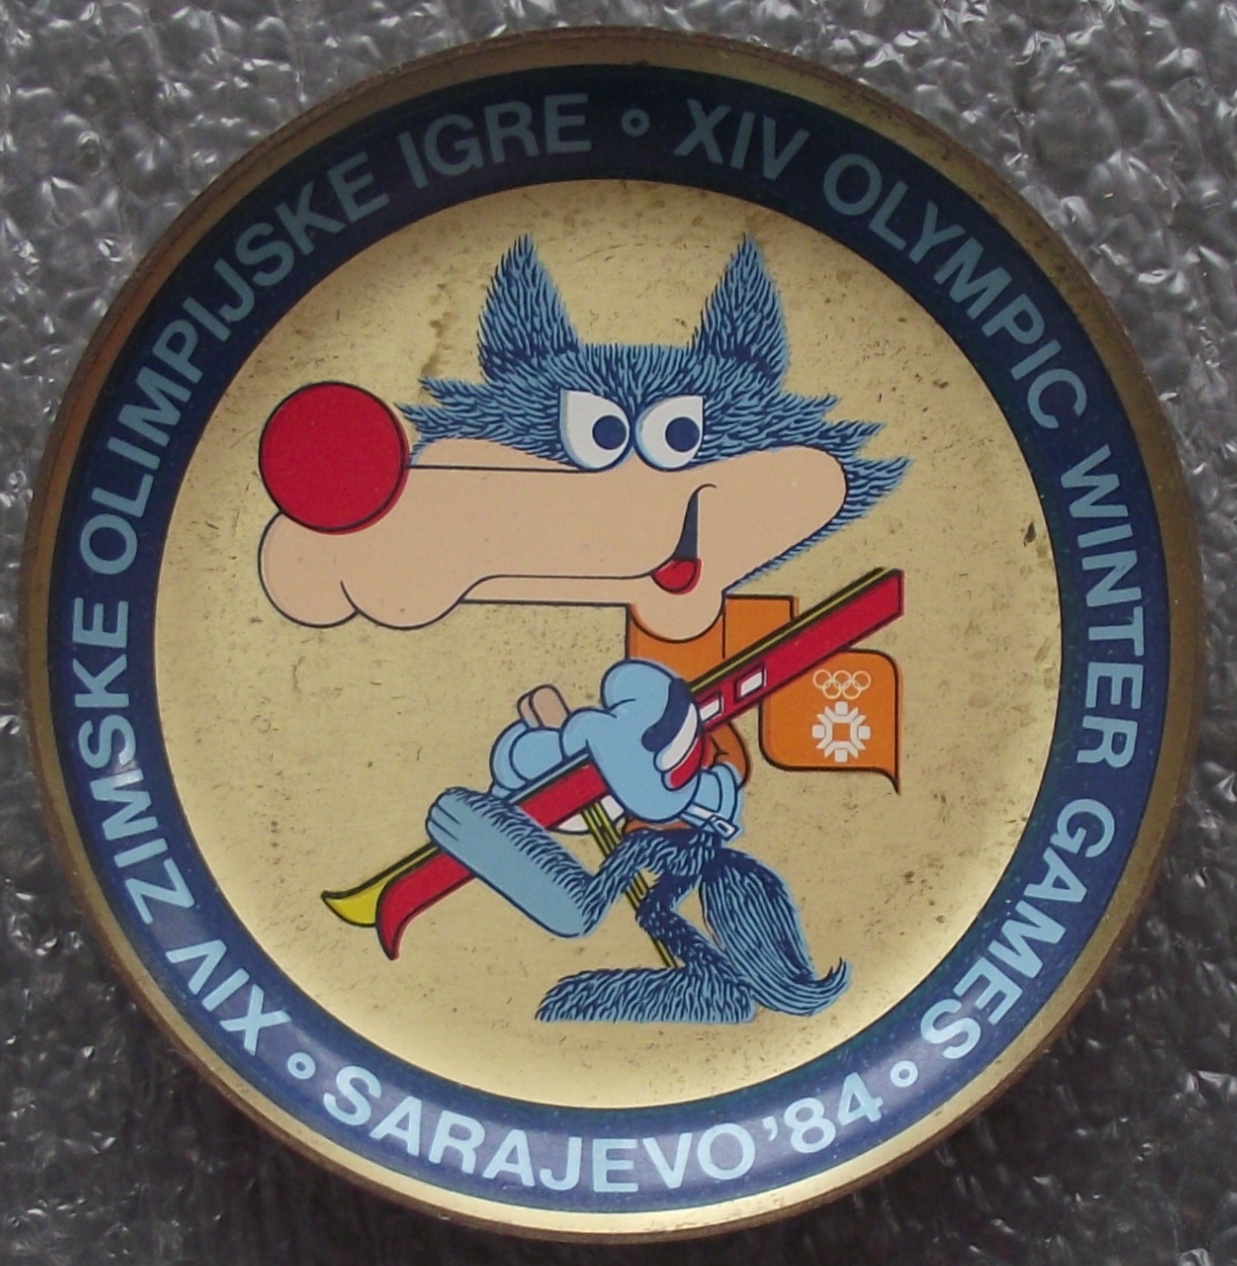 XIV ZIMSKE OLIMPIJSKE IGRE
XIV OLYMPIC WINTER GAMES
SARAJEVO '84